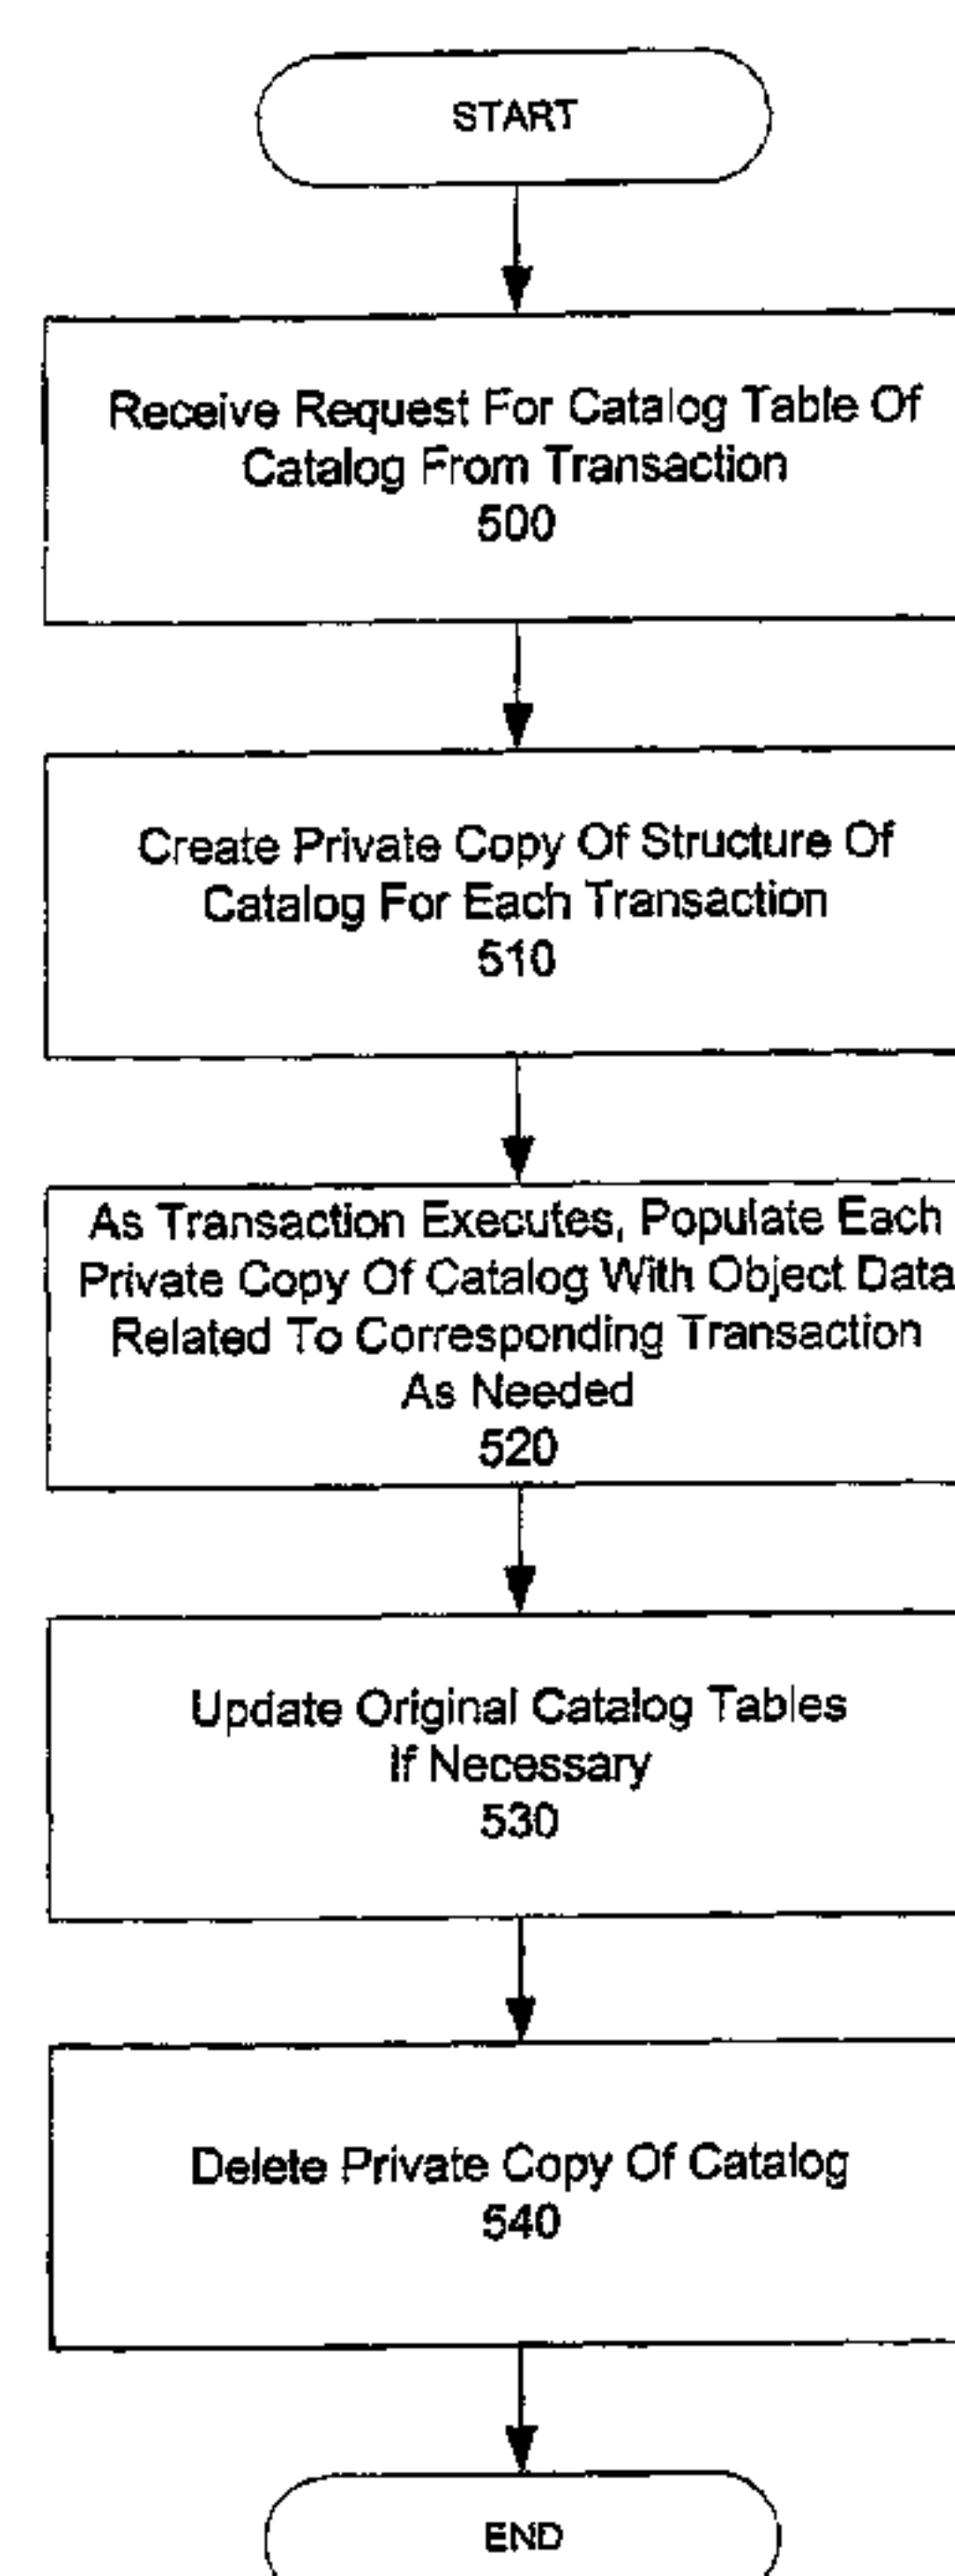 START
Receive Request For Catalog Table Of
Catalog From Transaction
500
Create Private Copy Of Structure Of
Catalog For Each Transaction
510
As Transaction Executes, Populate Each
Private Copy Of Catalog With Object Data
Related To Corresponding Transaction
As Needed
520
Update Original Catalog Tables
If Necessary
530
Delete Private Copy Of Catalog
540
END